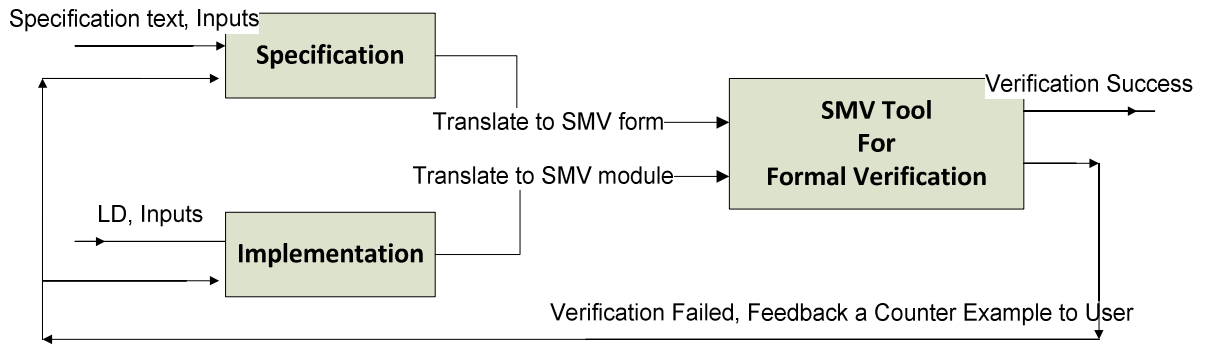 Specification text, Inputs
Specification
Translate to SMV form
Translate to SMV module
LD, Inputs
Implementation
SMV Tool
For
Formal Verification
Verification Success
Verification Failed, Feedback a Counter Example to User